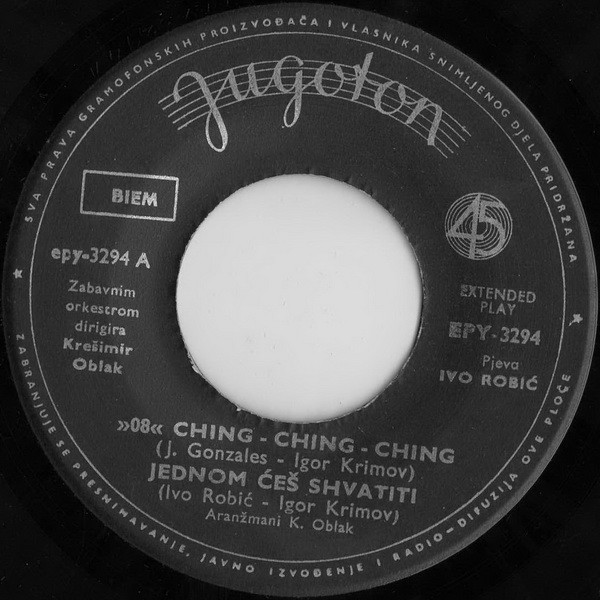 SVA PRAVA GRAMOFONSKIH PROIZVOĐAČA I VLASNIKA SNIMLJENOG DJELA PRIDRŽANA
Jugoton
BIEM
45
epy-3294 A
Zabavnim
orkestrom
dirigira
Krešimir
Oblak
EXTENDED
PLAY
EPY-3294
Pjeva
IVO ROBIĆ
»08« CHING - CHING - CHING
(J. Gonzales - Igor Krimov)
JEDNOM ĆEŠ SHVATITI
(Ivo Robić - Igor Krimov)
Aranžmani K. Oblak
ZABRANJUJE SE PRESNIMAVANJE, JAVNO IZVOĐENJE I RADIO-DIFUZIJA OVE PLOČE